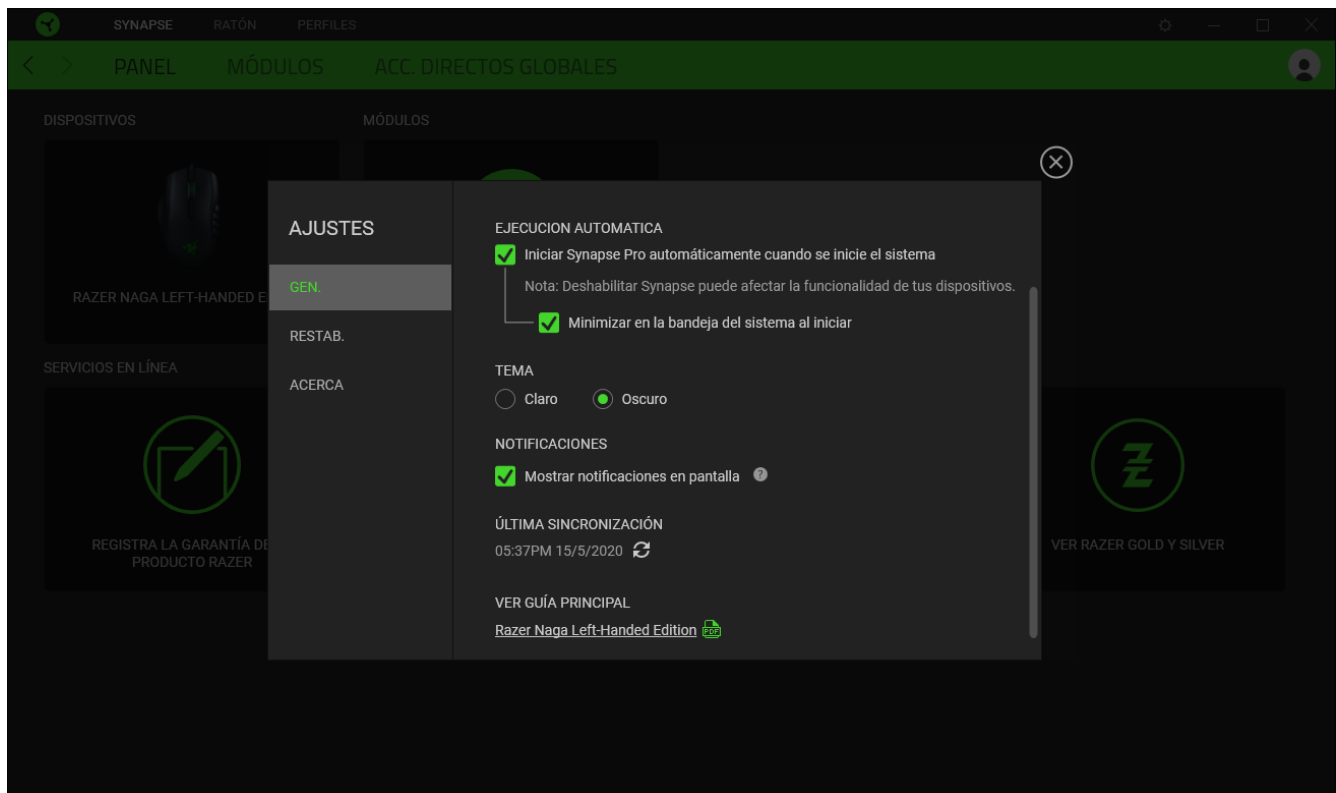 SYNAPSE RATÓN PERFILES
PANEL MÓDULOS ACC. DIRECTOS GLOBALES
DISPOSITIVOS MÓDULOS
RAZER NAGA LEFT-HANDED E
SERVICIOS EN LÍNEA
REGISTRA LA GARANTÍA DE
PRODUCTO RAZER
AJUSTES
GEN.
RESTAB.
ACERCA
EJECUCION AUTOMATICA
Iniciar Synapse Pro automáticamente cuando se inicie el sistema
Nota: Deshabilitar Synapse puede afectar la funcionalidad de tus dispositivos.
Minimizar en la bandeja del sistema al iniciar
TEMA
Claro Oscuro
NOTIFICACIONES
Mostrar notificaciones en pantalla ?
ÚLTIMA SINCRONIZACIÓN
05:37PM 15/5/2020
VER GUÍA PRINCIPAL
Razer Naga Left-Handed Edition PDF
VER RAZER GOLD Y SILVER